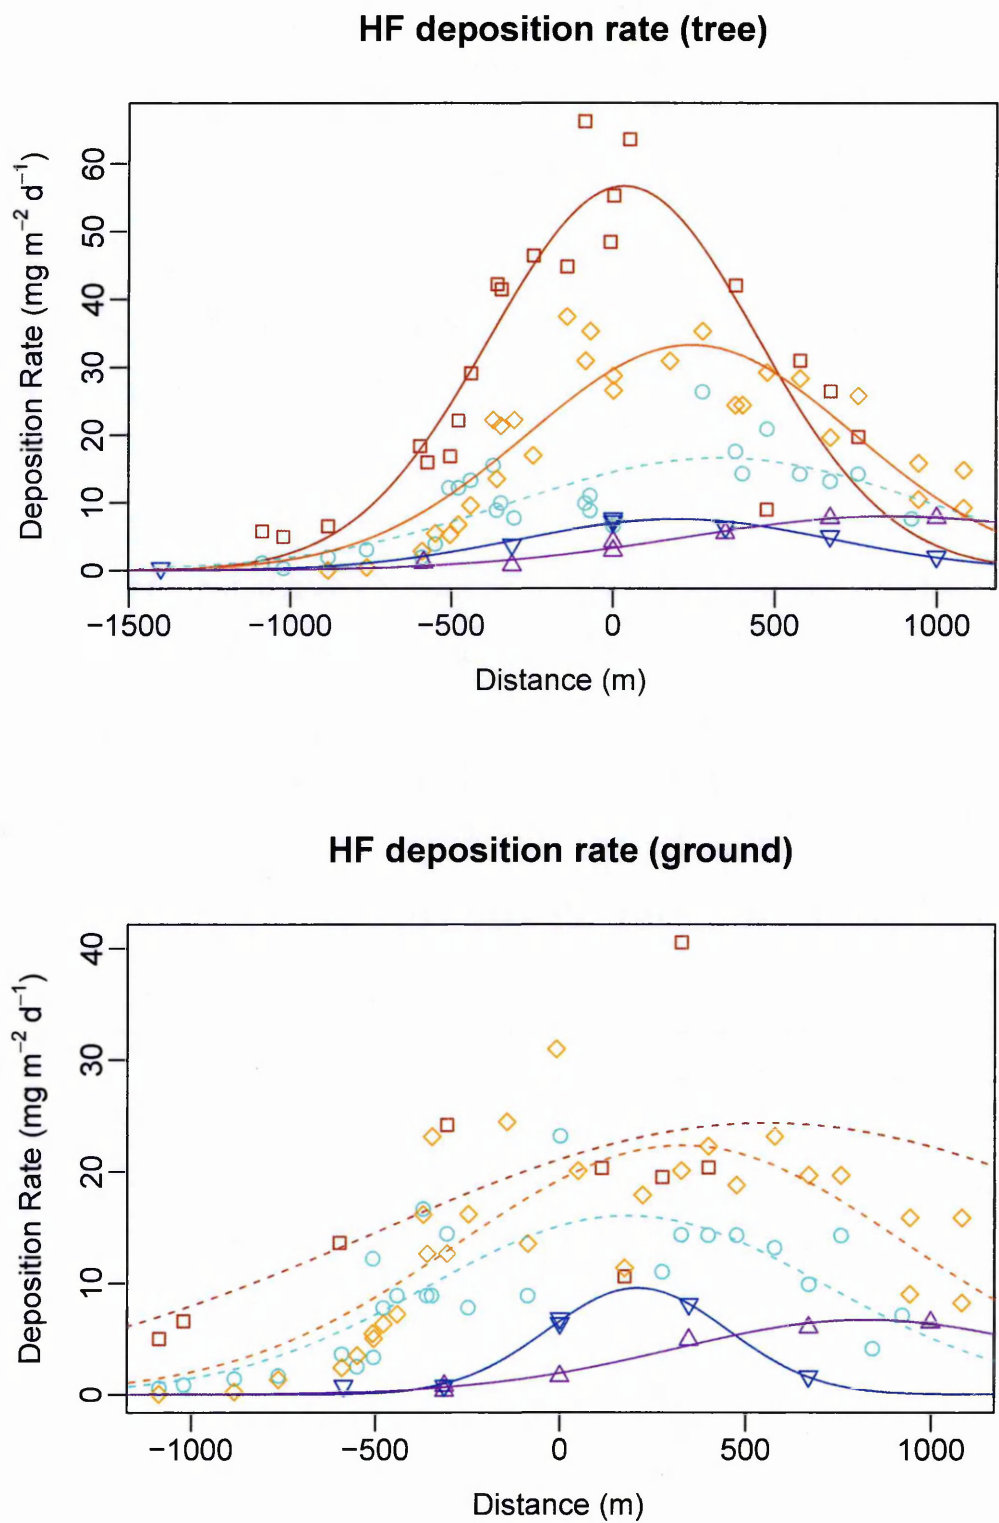 HF deposition rate (tree)
Deposition Rate (mg m−2 d−1)
60
50
40
30
20
10
0
−1500 −1000 −500 0 500 1000
Distance (m)
HF deposition rate (ground)
Deposition Rate (mg m−2 d−1)
40
30
20
10
0
−1000 −500 0 500 1000
Distance (m)